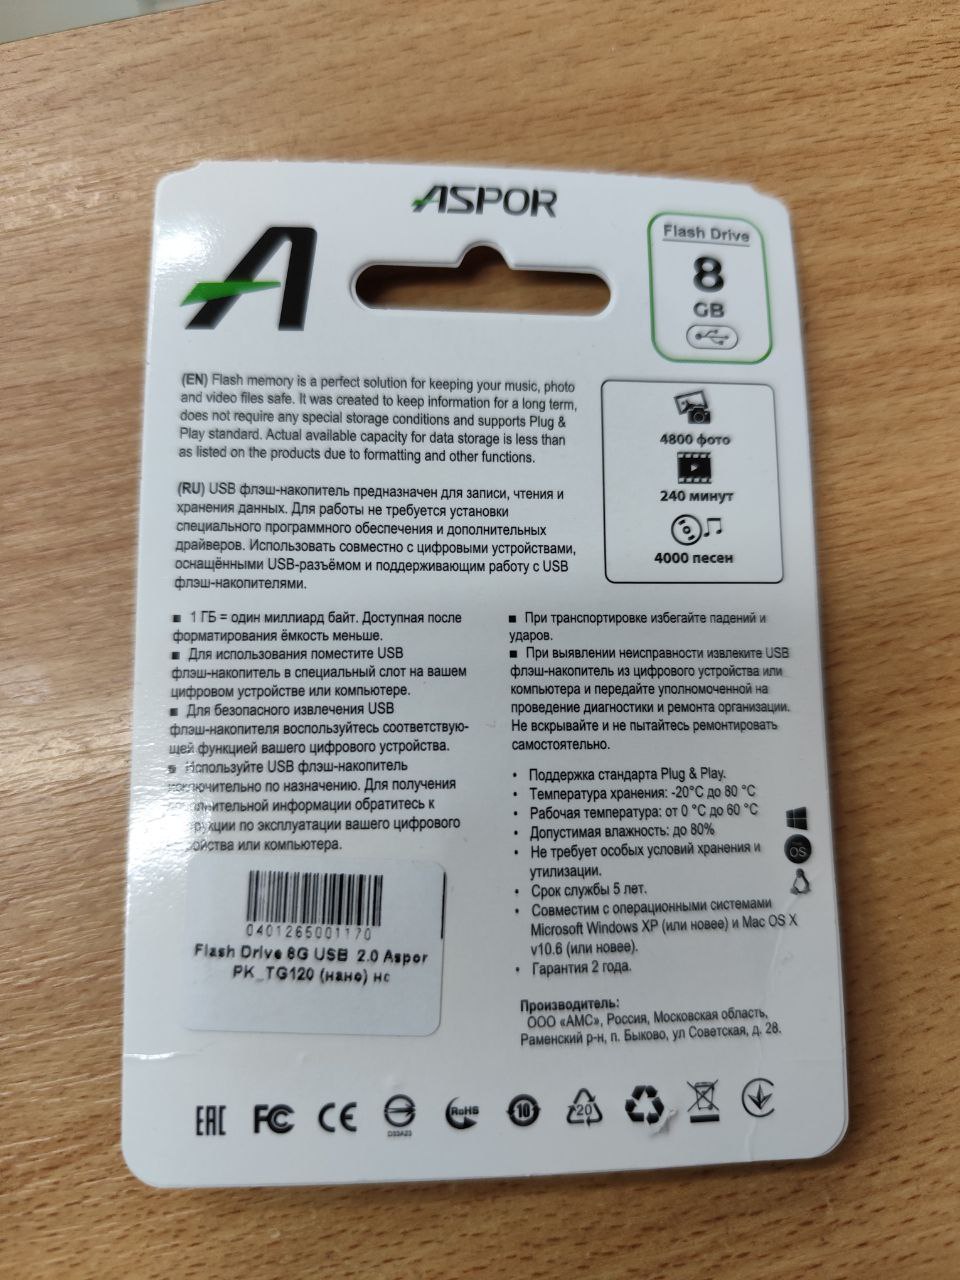 ASPOR
Flash Drive
8
GB
(EN) Flash memory is a perfect solution for keeping your music, photo
and video files safe. It was created to keep information for a long term,
does not require any special storage conditions and supports Plug &
Play standard. Actual available capacity for data storage is less than
as listed on the products due to formatting and other functions.
4800 фото
240 минут
4000 песен
(RU) USB флэш-накопитель предназначен для записи, чтения и
хранения данных. Для работы не требуется установки
специального программного обеспечения и дополнительных
драйверов. Использовать совместно с цифровыми устройствами,
оснащёнными USB-разъёмом и поддерживающим работу с USB
флэш-накопителями.
■ 1 ГБ = один миллиард байт. Доступная после
форматирования ёмкость меньше.
■ Для использования поместите USB
флэш-накопитель в специальный слот на вашем
цифровом устройстве или компьютере.
■ Для безопасного извлечения USB
флэш-накопителя воспользуйтесь соответствую-
щей функцией вашего цифрового устройства.
■ Используйте USB флэш-накопитель
исключительно по назначению. Для получения
дополнительной информации обратитесь к
рукции по эксплуатации вашего цифрового
ройства или компьютера.
■ При транспортировке избегайте падений и
ударов.
■ При выявлении неисправности извлеките USB
флэш-накопитель из цифрового устройства или
компьютера и передайте уполномоченной на
проведение диагностики и ремонта организации.
Не вскрывайте и не пытайтесь ремонтировать
самостоятельно.
• Поддержка стандарта Plug & Play.
• Температура хранения: -20°C до 80 °C
• Рабочая температура: от 0 °C до 60 °C
• Допустимая влажность: до 80%
• Не требует особых условий хранения и
утилизации.
• Срок службы 5 лет.
• Совместим с операционными системами
Microsoft Windows XP (или новее) и Mac OS X
v10.6 (или новее).
• Гарантия 2 года.
OS
0401265001170
Flash Drive 8G USB 2.0 Aspor
PK_TG120 (нано) нс
Производитель:
ООО «АМС», Россия, Московская область,
Раменский р-н, п. Быково, ул Советская, д. 28.
EAC FC CE RoHS 10 20